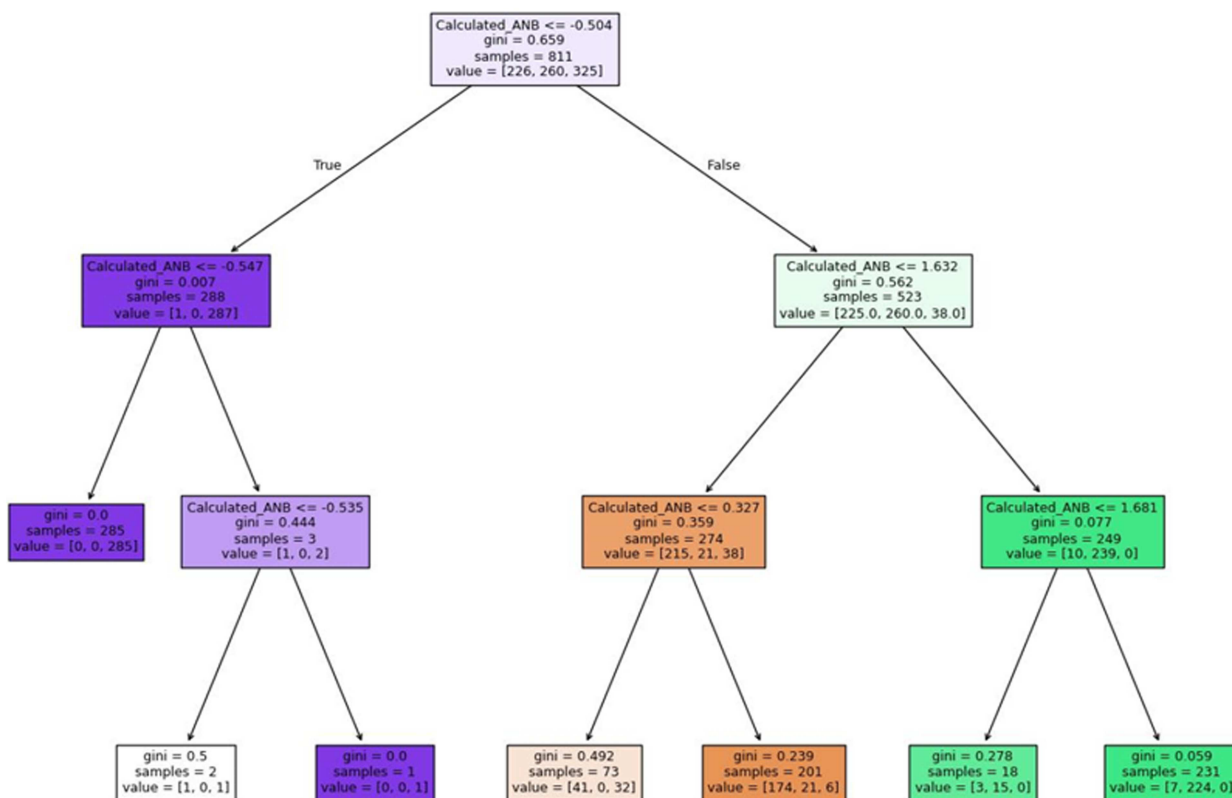 Calculated_ANB <= -0.504
gini = 0.659
samples = 811
value = [226, 260, 325]
True
False
Calculated_ANB <= -0.547
gini = 0.007
samples = 288
value = [1, 0, 287]
Calculated_ANB <= 1.632
gini = 0.562
samples = 523
value = [225.0, 260.0, 38.0]
gini = 0.0
samples = 285
value = [0, 0, 285]
Calculated_ANB <= -0.535
gini = 0.444
samples = 3
value = [1, 0, 2]
Calculated_ANB <= 0.327
gini = 0.359
samples = 274
value = [215, 21, 38]
Calculated_ANB <= 1.681
gini = 0.077
samples = 249
value = [10, 239, 0]
gini = 0.5
samples = 2
value = [1, 0, 1]
gini = 0.0
samples = 1
value = [0, 0, 1]
gini = 0.492
samples = 73
value = [41, 0, 32]
gini = 0.239
samples = 201
value = [174, 21, 6]
gini = 0.278
samples = 18
value = [3, 15, 0]
gini = 0.059
samples = 231
value = [7, 224, 0]